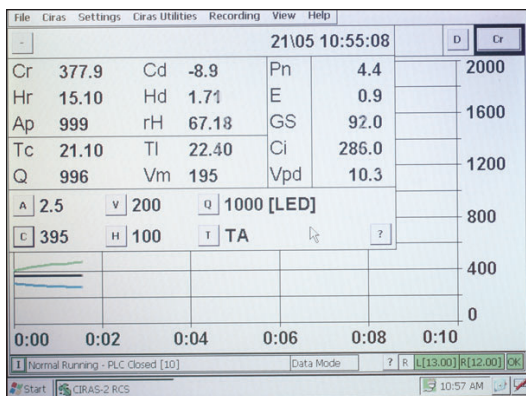 File Ciras Settings Ciras Utilities Recording View Help
- 21\05 10:55:08 D Cr
Cr 377.9 Cd -8.9 Pn 4.4 2000
Hr 15.10 Hd 1.71 E 0.9
Ap 999 rH 67.18 GS 92.0 1600
Tc 21.10 Tl 22.40 Ci 286.0
Q 996 Vm 195 Vpd 10.3 1200
A 2.5 V 200 Q 1000 [LED]
800
C 395 H 100 T TA ?
400
0
0:00 0:02 0:04 0:06 0:08 0:10
I Normal Running - PLC Closed [10] Data Mode ? R L[13.00] R[12.00] OK
Start CIRAS-2 RCS 10:57 AM